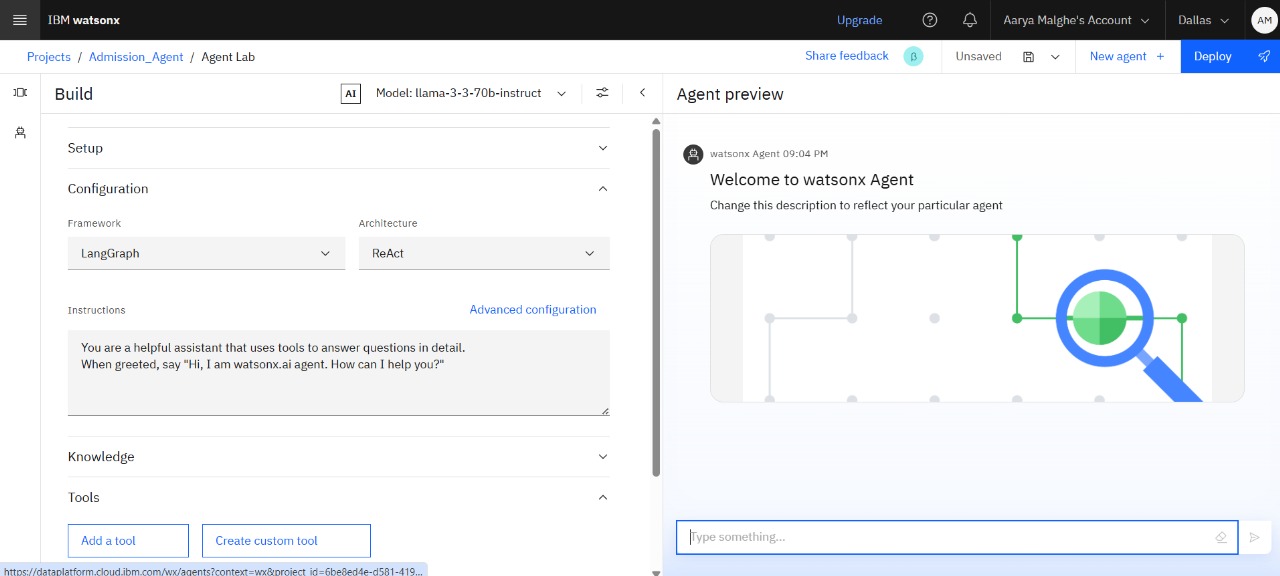 IBM watsonx
Upgrade
Aarya Malghe's Account
Dallas
AM
Projects / Admission_Agent / Agent Lab
Share feedback
β
Unsaved
New agent +
Deploy
Build
AI
Model: llama-3-3-70b-instruct
Agent preview
Setup
Configuration
Framework
Architecture
LangGraph
ReAct
Instructions
Advanced configuration
You are a helpful assistant that uses tools to answer questions in detail.
When greeted, say "Hi, I am watsonx.ai agent. How can I help you?"
Knowledge
Tools
Add a tool
Create custom tool
watsonx Agent 09:04 PM
Welcome to watsonx Agent
Change this description to reflect your particular agent
Type something...
https://dataplatform.cloud.ibm.com/wx/agents?context=wx&project_id=6be8ed4e-d581-419...